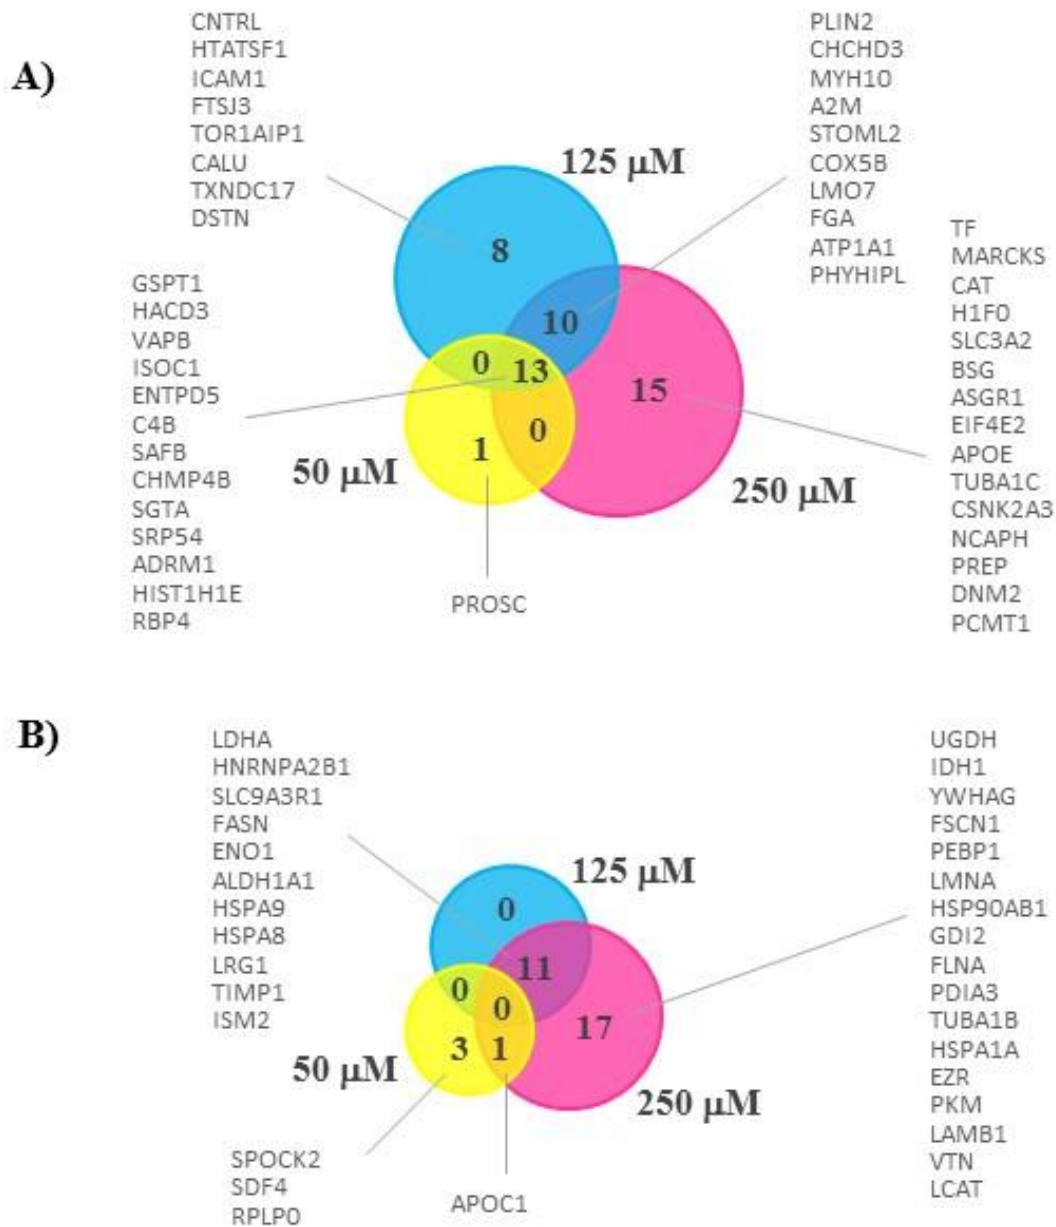 A)
CNTRL
HTATSF1
ICAM1
FTSJ3
TOR1AIP1
CALU
TXNDC17
DSTN
PLIN2
CHCHD3
MYH10
A2M
STOML2
COX5B
LMO7
FGA
ATP1A1
PHYHIPL
125 μM
8
10
0
13
15
0
1
50 μM
250 μM
GSPT1
HACD3
VAPB
ISOC1
ENTPD5
C4B
SAFB
CHMP4B
SGTA
SRP54
ADRM1
HIST1H1E
RBP4
PROSC
TF
MARCKS
CAT
H1F0
SLC3A2
BSG
ASGR1
EIF4E2
APOE
TUBA1C
CSNK2A3
NCAPH
PREP
DNM2
PCMT1
B)
LDHA
HNRNPA2B1
SLC9A3R1
FASN
ENO1
ALDH1A1
HSPA9
HSPA8
LRG1
TIMP1
ISM2
125 μM
0
11
0
0
17
3
1
50 μM
250 μM
SPOCK2
SDF4
RPLP0
APOC1
UGDH
IDH1
YWHAG
FSCN1
PEBP1
LMNA
HSP90AB1
GDI2
FLNA
PDIA3
TUBA1B
HSPA1A
EZR
PKM
LAMB1
VTN
LCAT